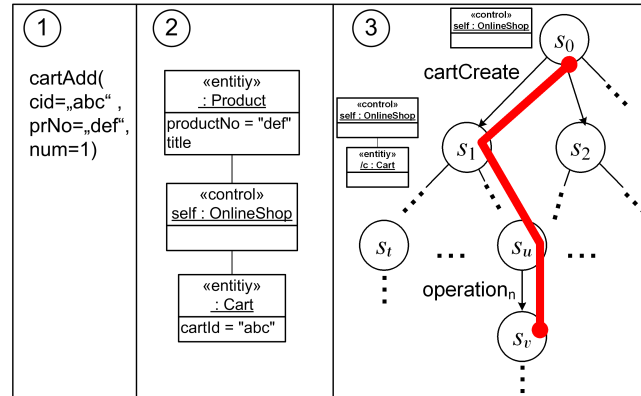 1
cartAdd(
cid=„abc“ ,
prNo=„def“,
num=1)
2
«entitiy»
: Product
productNo = "def"
title
«control»
self : OnlineShop
«entitiy»
: Cart
cartId = "abc"
3
«control»
self : OnlineShop
s0
cartCreate
«control»
self : OnlineShop
«entitiy»
/c : Cart
s1
s2
st
...
su
...
operationn
sv